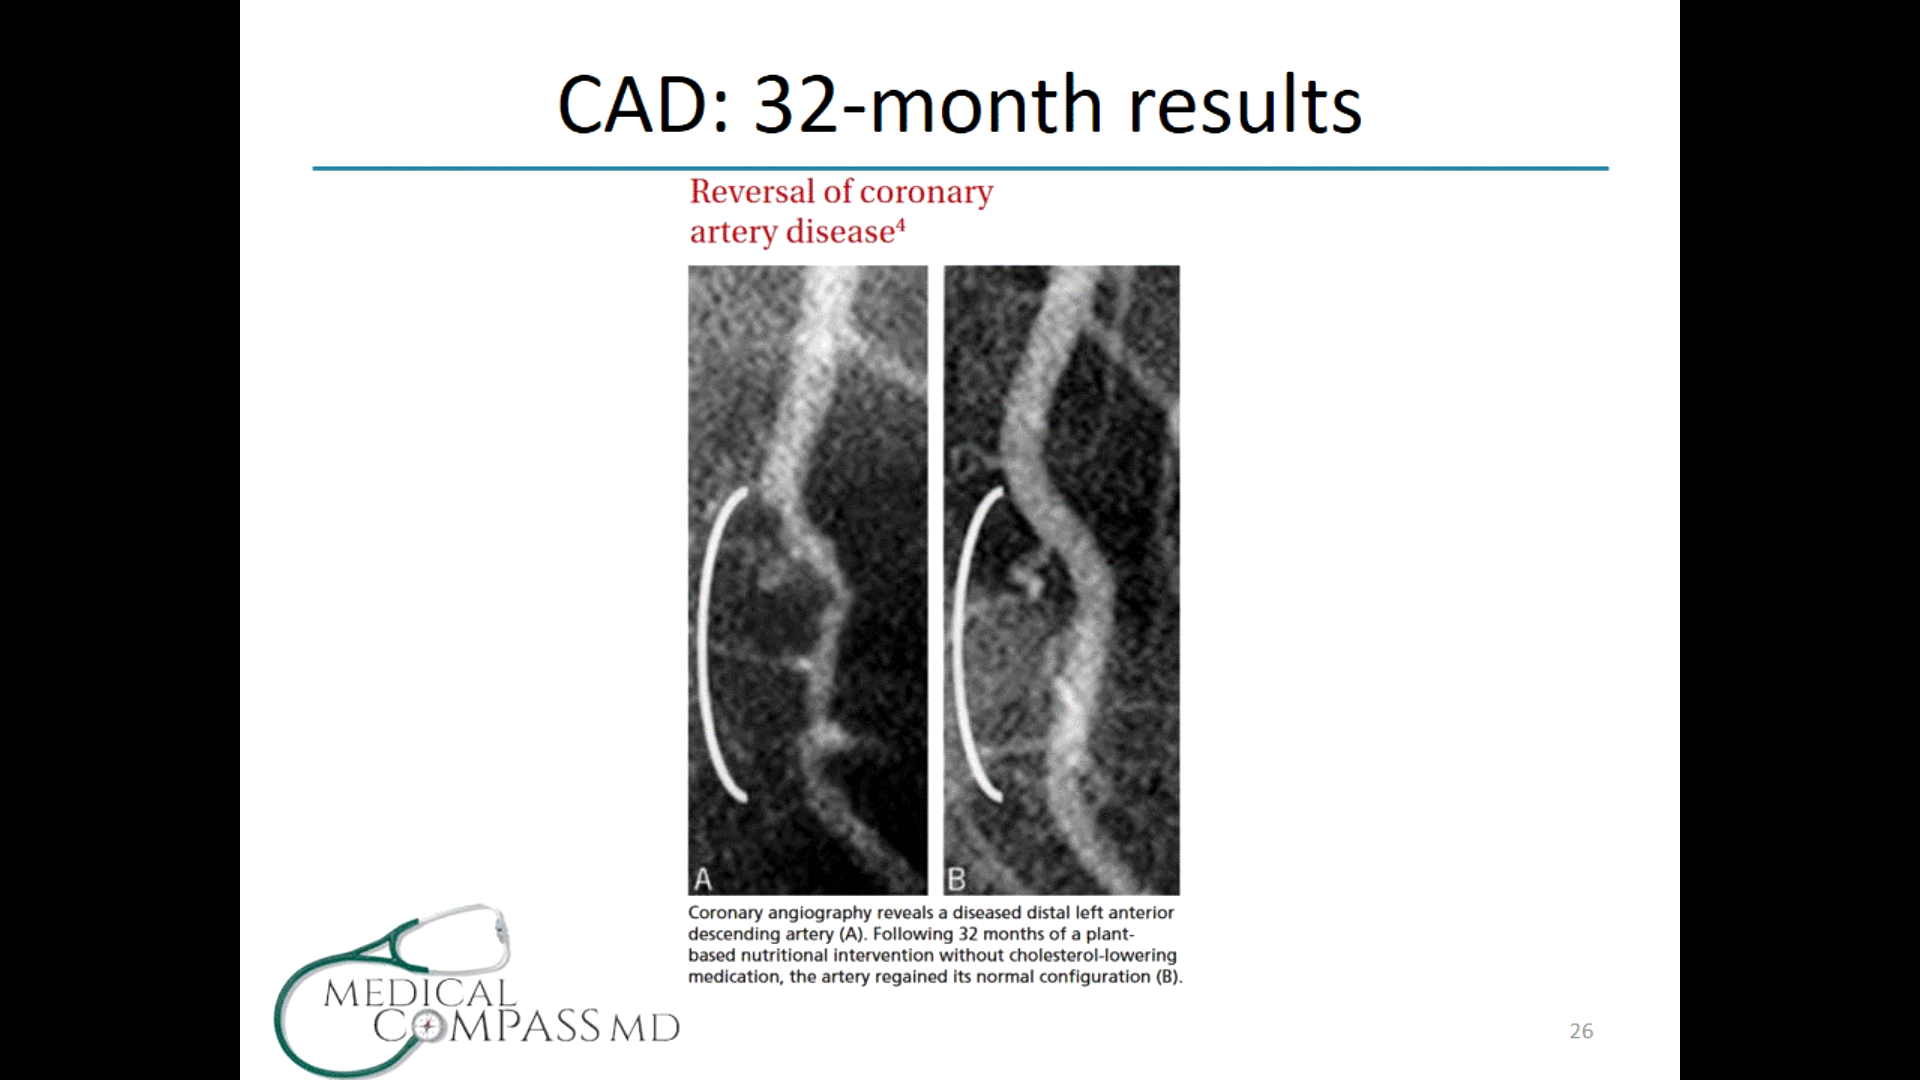 CAD: 32-month results
Reversal of coronary
artery disease⁴
A
B
Coronary angiography reveals a diseased distal left anterior
descending artery (A). Following 32 months of a plant-
based nutritional intervention without cholesterol-lowering
medication, the artery regained its normal configuration (B).
MEDICAL
COMPASS MD
26